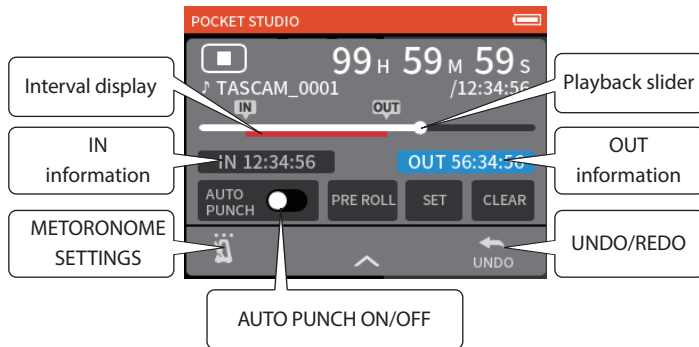 POCKET STUDIO
99 H 59 M 59 S
♪ TASCAM_0001 /12:34:56
IN OUT
IN 12:34:56 OUT 56:34:56
AUTO PUNCH PRE ROLL SET CLEAR
UNDO
Interval display
IN
information
METORONOME
SETTINGS
AUTO PUNCH ON/OFF
Playback slider
OUT
information
UNDO/REDO